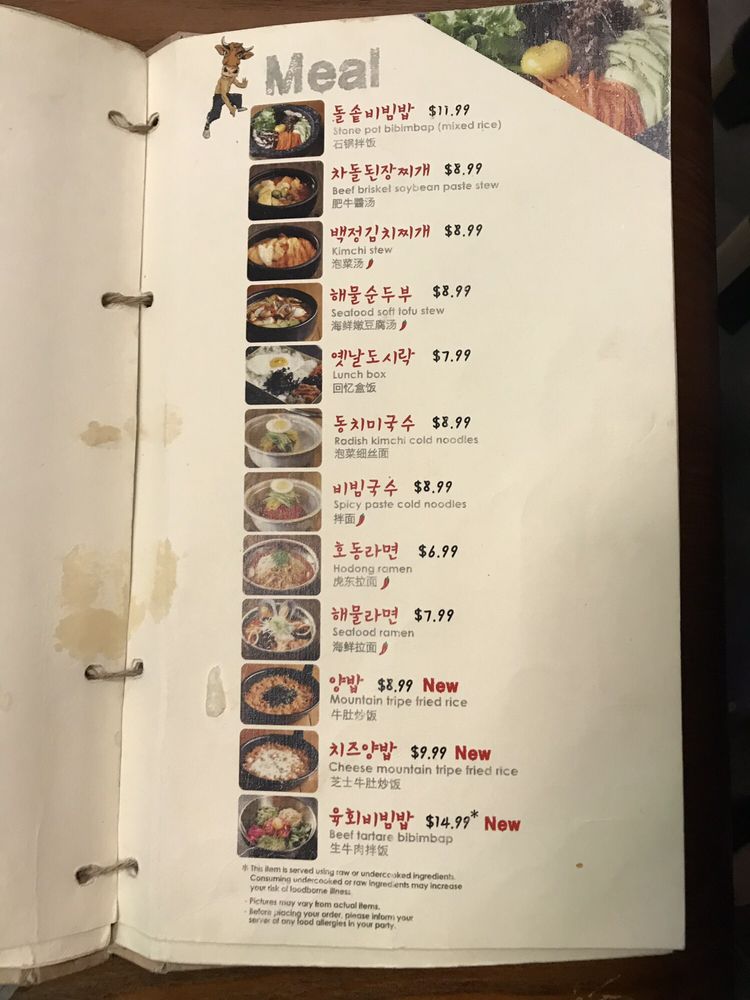 Meal
돌솥비빔밥 $11.99
Stone pot bibimbap (mixed rice)
石锅拌饭
차돌된장찌개 $8.99
Beef brisket soybean paste stew
肥牛醬汤
백정김치찌개 $8.99
Kimchi stew
泡菜汤
해물순두부 $8.99
Seafood soft tofu stew
海鲜嫩豆腐汤
옛날도시락 $7.99
Lunch box
回忆盒饭
동치미국수 $8.99
Radish kimchi cold noodles
泡菜细丝面
비빔국수 $8.99
Spicy paste cold noodles
拌面
호동라면 $6.99
Hodong ramen
虎东拉面
해물라면 $7.99
Seafood ramen
海鲜拉面
양밥 $8.99 New
Mountain tripe fried rice
牛肚炒饭
치즈양밥 $9.99 New
Cheese mountain tripe fried rice
芝士牛肚炒饭
육회비빔밥 $14.99* New
Beef tartare bibimbap
生牛肉拌饭
* This item is served using raw or undercooked ingredients.
Consuming undercooked or raw ingredients may increase
your risk of foodborne illness.
- Pictures may vary from actual items.
- Before placing your order, please inform your
server of any food allergies in your party.